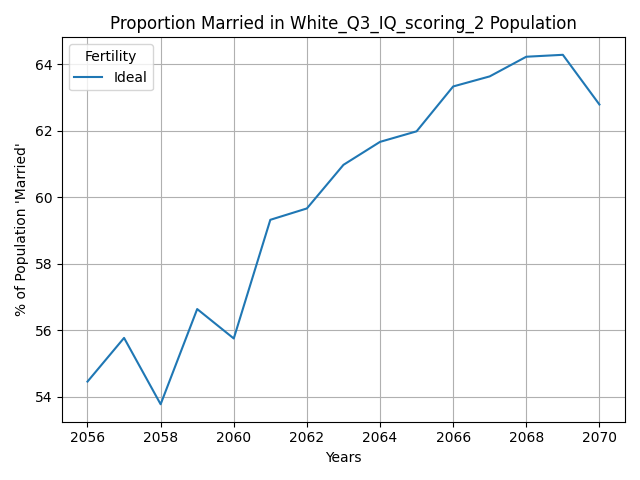 Proportion Married in White_Q3_IQ_scoring_2 Population
Fertility
Ideal
% of Population 'Married'
64
62
60
58
56
54
2056 2058 2060 2062 2064 2066 2068 2070
Years